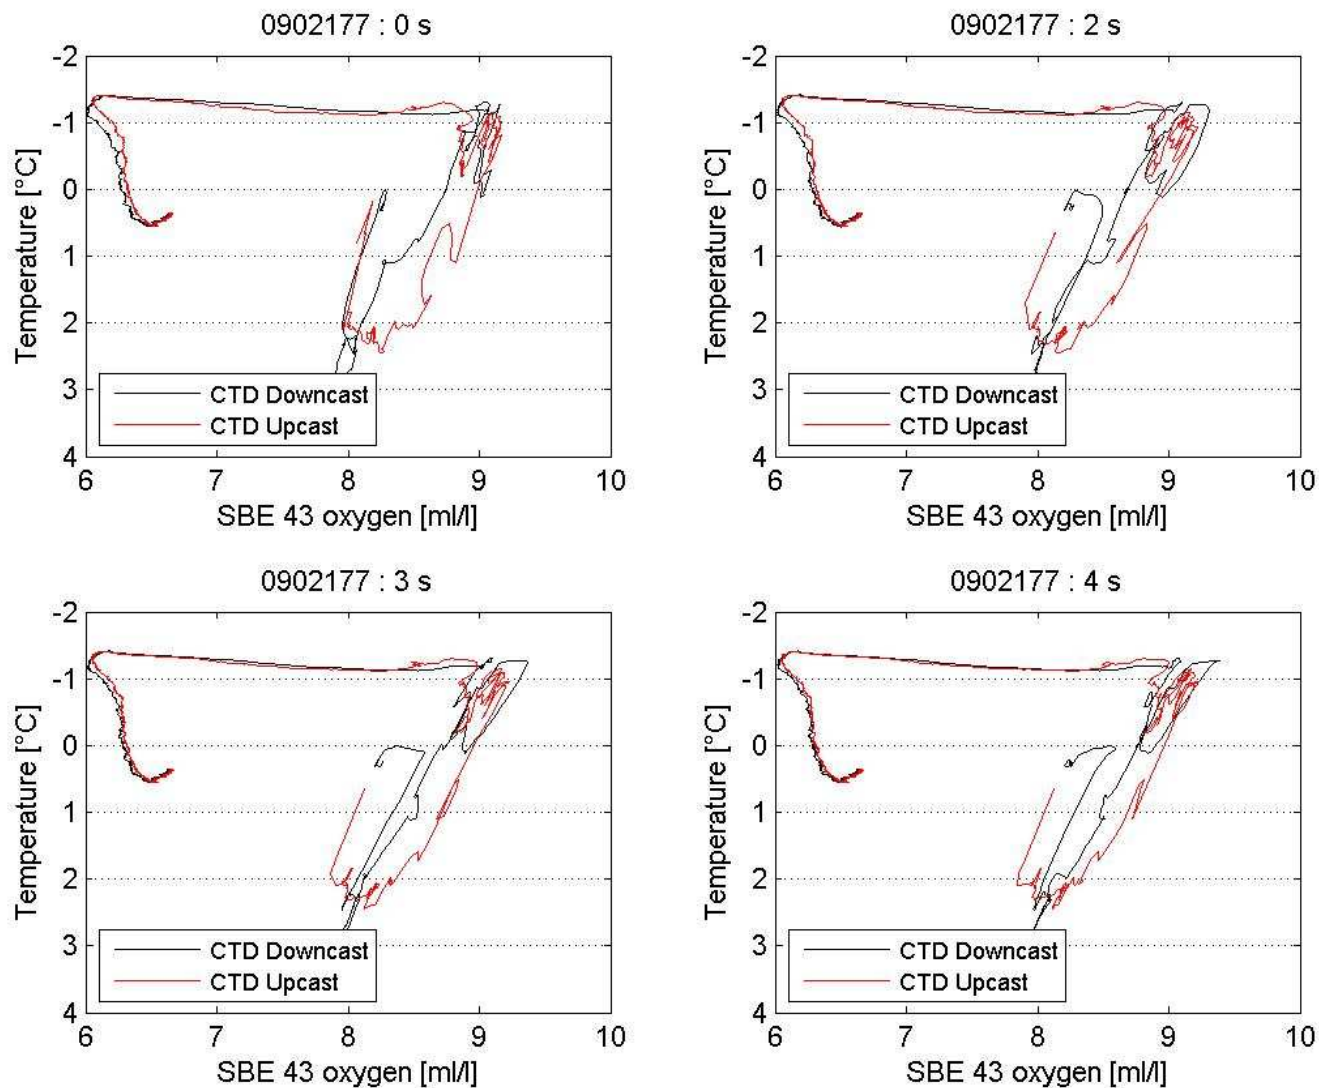 0902177 : 0 s
-2
-1
0
1
2
3
4
Temperature [°C]
CTD Downcast
CTD Upcast
6 7 8 9 10
SBE 43 oxygen [ml/l]
0902177 : 2 s
-2
-1
0
1
2
3
4
Temperature [°C]
CTD Downcast
CTD Upcast
6 7 8 9 10
SBE 43 oxygen [ml/l]
0902177 : 3 s
-2
-1
0
1
2
3
4
Temperature [°C]
CTD Downcast
CTD Upcast
6 7 8 9 10
SBE 43 oxygen [ml/l]
0902177 : 4 s
-2
-1
0
1
2
3
4
Temperature [°C]
CTD Downcast
CTD Upcast
6 7 8 9 10
SBE 43 oxygen [ml/l]